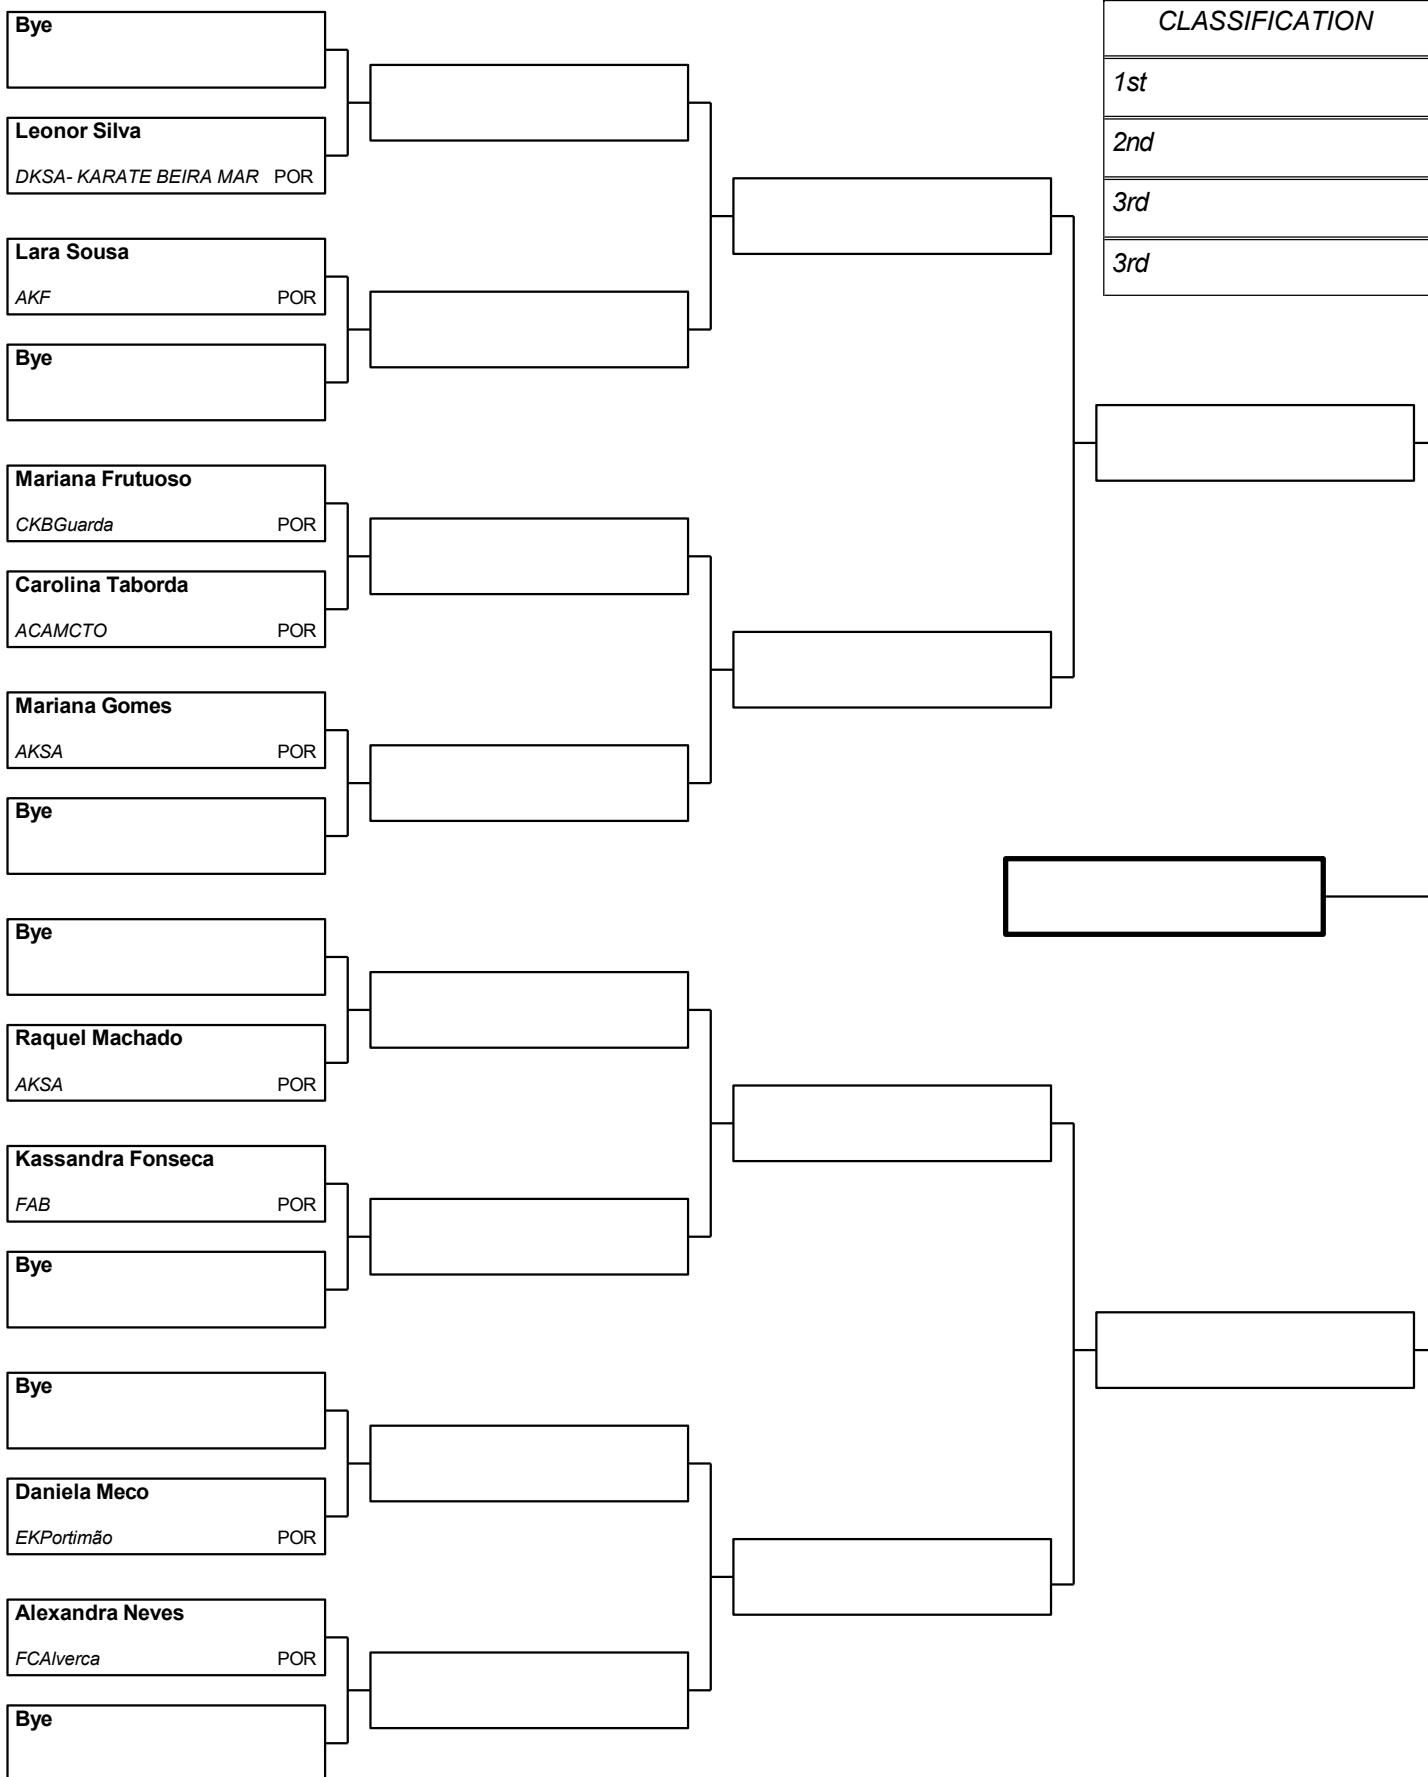 Bye
Leonor Silva
DKSA- KARATE BEIRA MAR POR
Lara Sousa
AKF POR
Bye
Mariana Frutuoso
CKBGuarda POR
Carolina Taborda
ACAMCTO POR
Mariana Gomes
AKSA POR
Bye
Bye
Raquel Machado
AKSA POR
Kassandra Fonseca
FAB POR
Bye
Bye
Daniela Meco
EKPortimão POR
Alexandra Neves
FCAlverca POR
Bye
CLASSIFICATION
1st
2nd
3rd
3rd